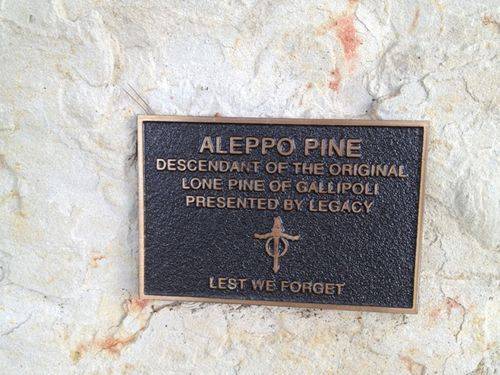 ALEPPO PINE
DESCENDANT OF THE ORIGINAL
LONE PINE OF GALLIPOLI
PRESENTED BY LEGACY
LEST WE FORGET